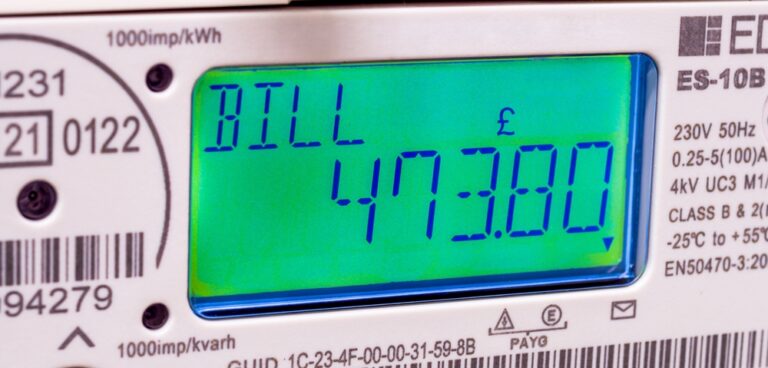 1000imp/kWh
ED
ES-10B
231
21 0122
BILL
£
473.80
230V 50Hz
0.25-5(100)A
4kV UC3 M1/
CLASS B & 2(
-25°C to +55°
EN50470-3:20
94279
1000imp/kvarh
PAYG
GUID 1C-23-4F-00-00-31-59-8B